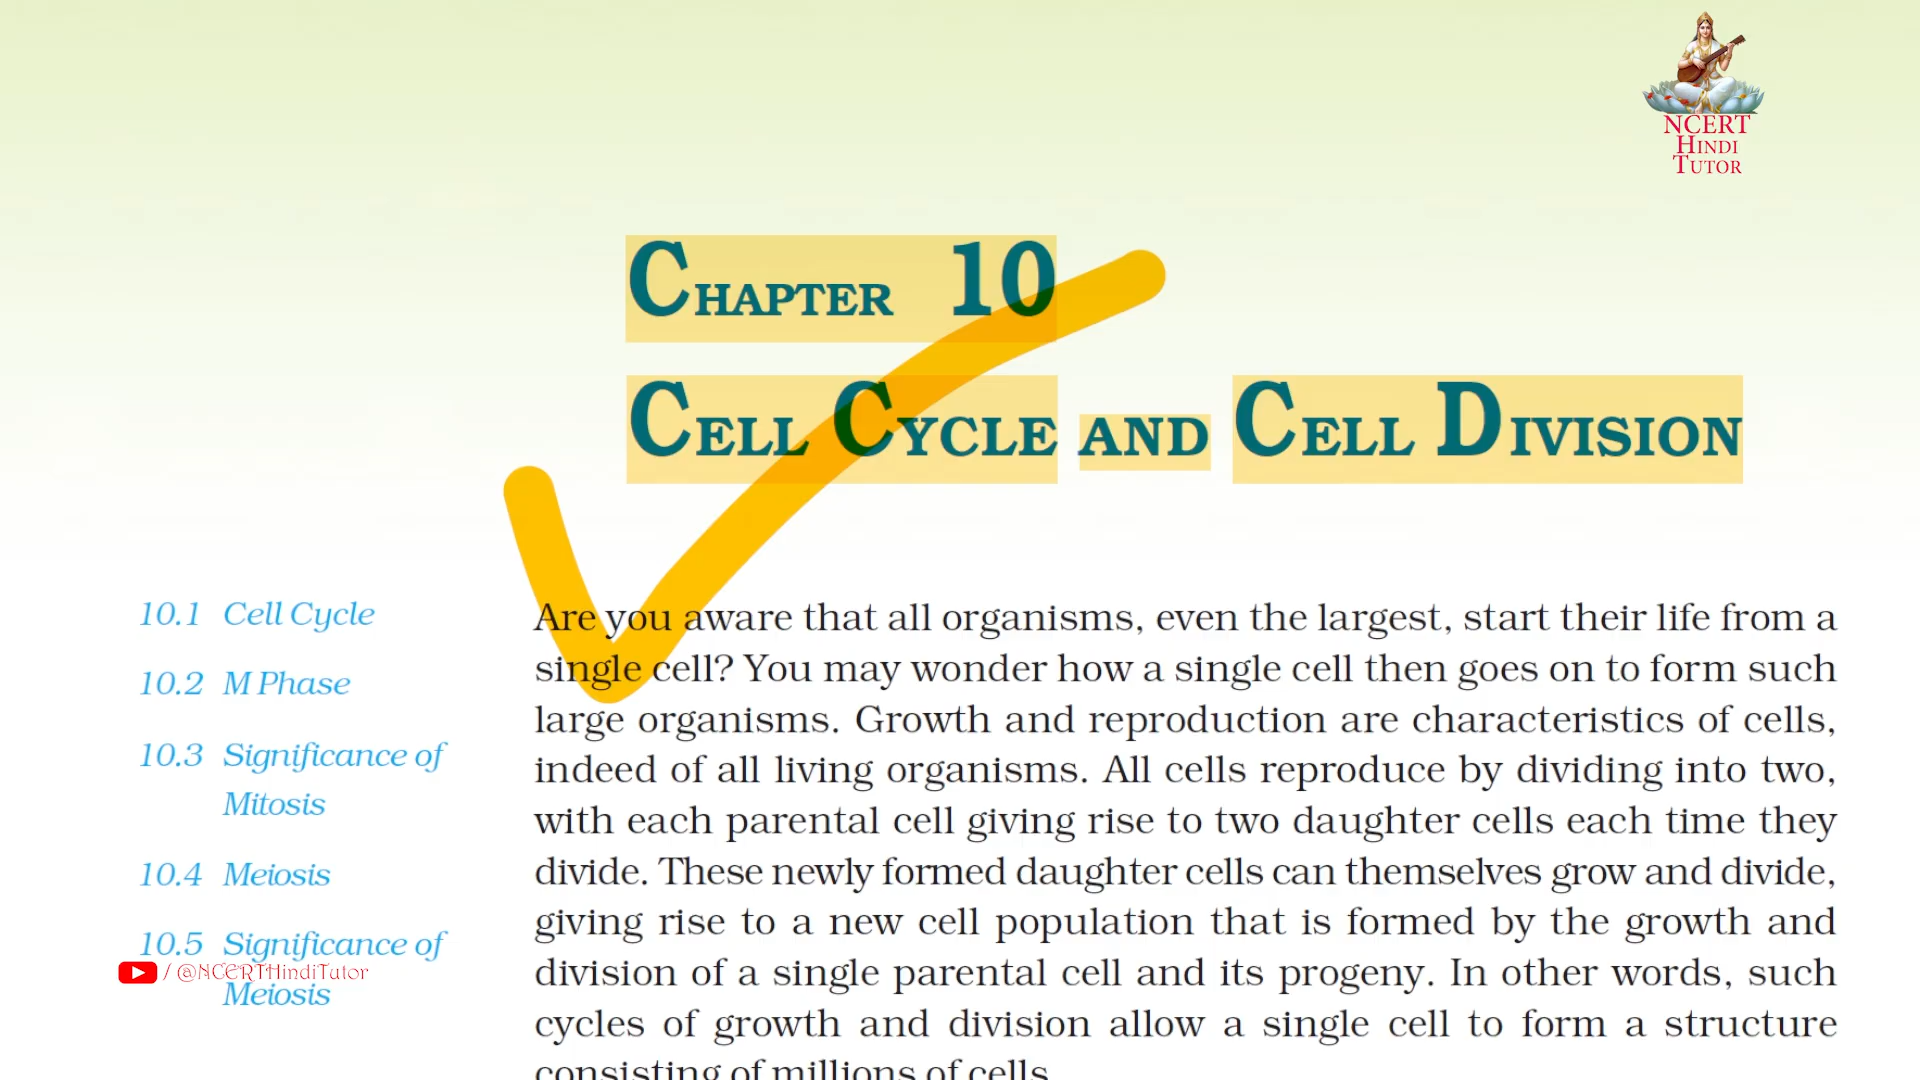 NCERT
HINDI
TUTOR
CHAPTER 10
CELL CYCLE AND CELL DIVISION
10.1 Cell Cycle
10.2 M Phase
10.3 Significance of
Mitosis
10.4 Meiosis
10.5 Significance of
Meiosis
/ @NCERTHindiTutor
Are you aware that all organisms, even the largest, start their life from a
single cell? You may wonder how a single cell then goes on to form such
large organisms. Growth and reproduction are characteristics of cells,
indeed of all living organisms. All cells reproduce by dividing into two,
with each parental cell giving rise to two daughter cells each time they
divide. These newly formed daughter cells can themselves grow and divide,
giving rise to a new cell population that is formed by the growth and
division of a single parental cell and its progeny. In other words, such
cycles of growth and division allow a single cell to form a structure
consisting of millions of cells.